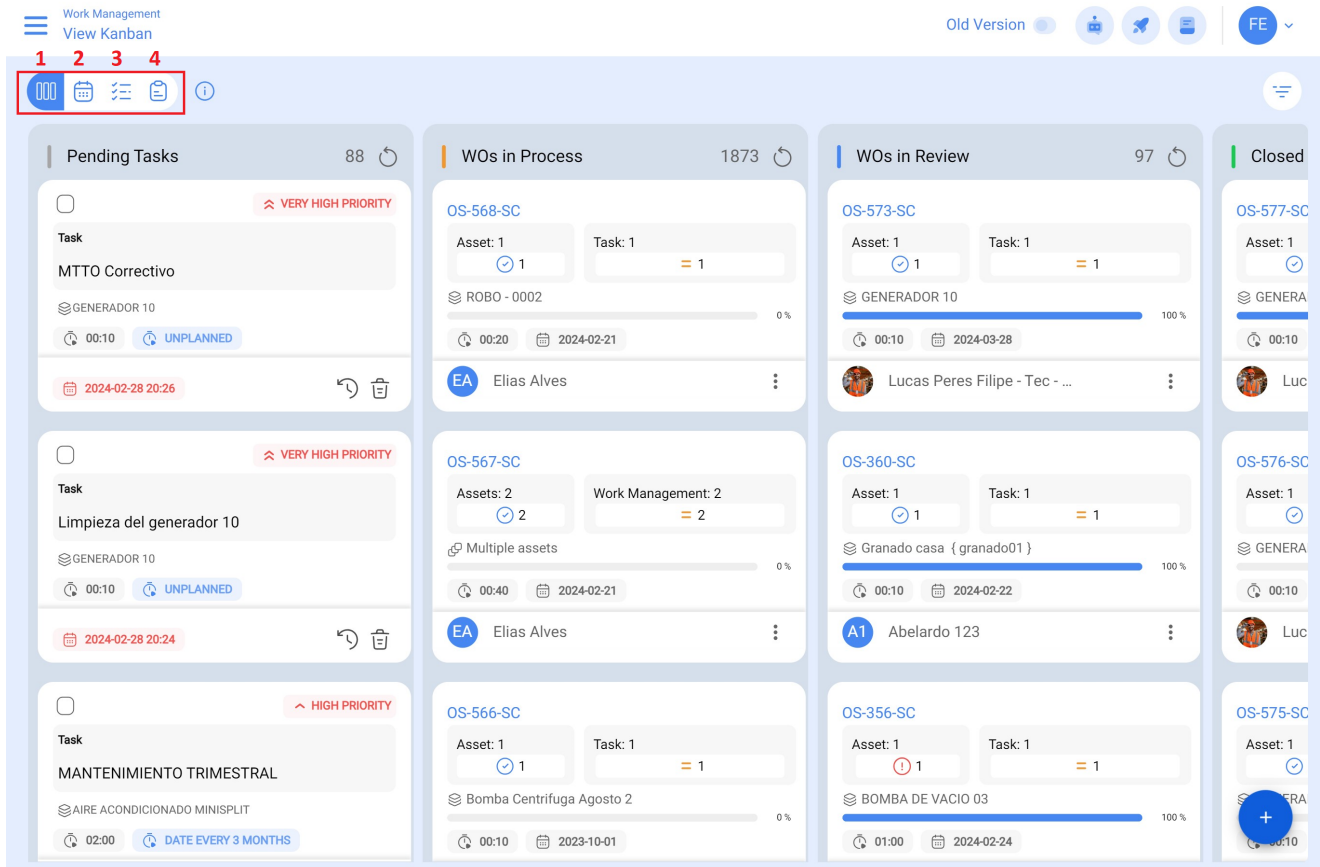 Work Management
View Kanban
Old Version
FE
1 2 3 4
Pending Tasks 88
VERY HIGH PRIORITY
Task
MTTO Correctivo
GENERADOR 10
00:10 UNPLANNED
2024-02-28 20:26
VERY HIGH PRIORITY
Task
Limpieza del generador 10
GENERADOR 10
00:10 UNPLANNED
2024-02-28 20:24
HIGH PRIORITY
Task
MANTENIMIENTO TRIMESTRAL
AIRE ACONDICIONADO MINISPLIT
02:00 DATE EVERY 3 MONTHS
WOs in Process 1873
OS-568-SC
Asset: 1 Task: 1
1 = 1
ROBO - 0002
0 %
00:20 2024-02-21
EA Elias Alves
OS-567-SC
Assets: 2 Work Management: 2
2 = 2
Multiple assets
0 %
00:40 2024-02-21
EA Elias Alves
OS-566-SC
Asset: 1 Task: 1
1 = 1
Bomba Centrifuga Agosto 2
0 %
00:10 2023-10-01
WOs in Review 97
OS-573-SC
Asset: 1 Task: 1
1 = 1
GENERADOR 10
100 %
00:10 2024-03-28
Lucas Peres Filipe - Tec - ...
OS-360-SC
Asset: 1 Task: 1
1 = 1
Granado casa { granado01 }
100 %
00:10 2024-02-22
A1 Abelardo 123
OS-356-SC
Asset: 1 Task: 1
1 = 1
BOMBA DE VACIO 03
100 %
01:00 2024-02-24
Closed
OS-577-SC
Asset: 1
GENERA
00:10
Luc
OS-576-SC
Asset: 1
GENERA
00:10
Luc
OS-575-SC
Asset: 1
ERA
+
0:10